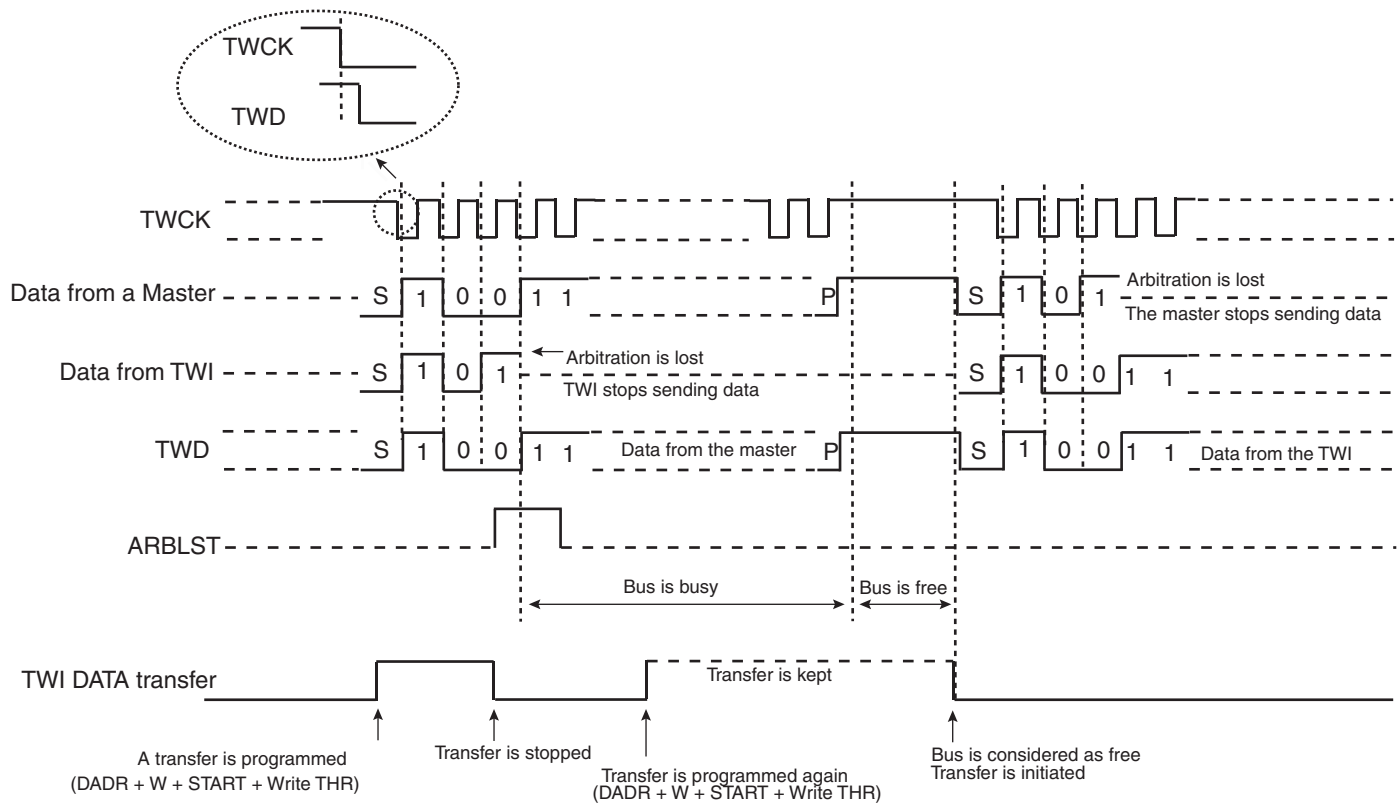 TWCK
TWD
TWCK
Data from a Master S 1 0 0 1 1 P S 1 0 1 Arbitration is lost
The master stops sending data
Data from TWI S 1 0 1 Arbitration is lost S 1 0 0 1 1
TWI stops sending data
TWD S 1 0 0 1 1 Data from the master P S 1 0 0 1 1 Data from the TWI
ARBLST
Bus is busy Bus is free
TWI DATA transfer Transfer is kept
A transfer is programmed
(DADR + W + START + Write THR)
Transfer is stopped
Transfer is programmed again
(DADR + W + START + Write THR)
Bus is considered as free
Transfer is initiated